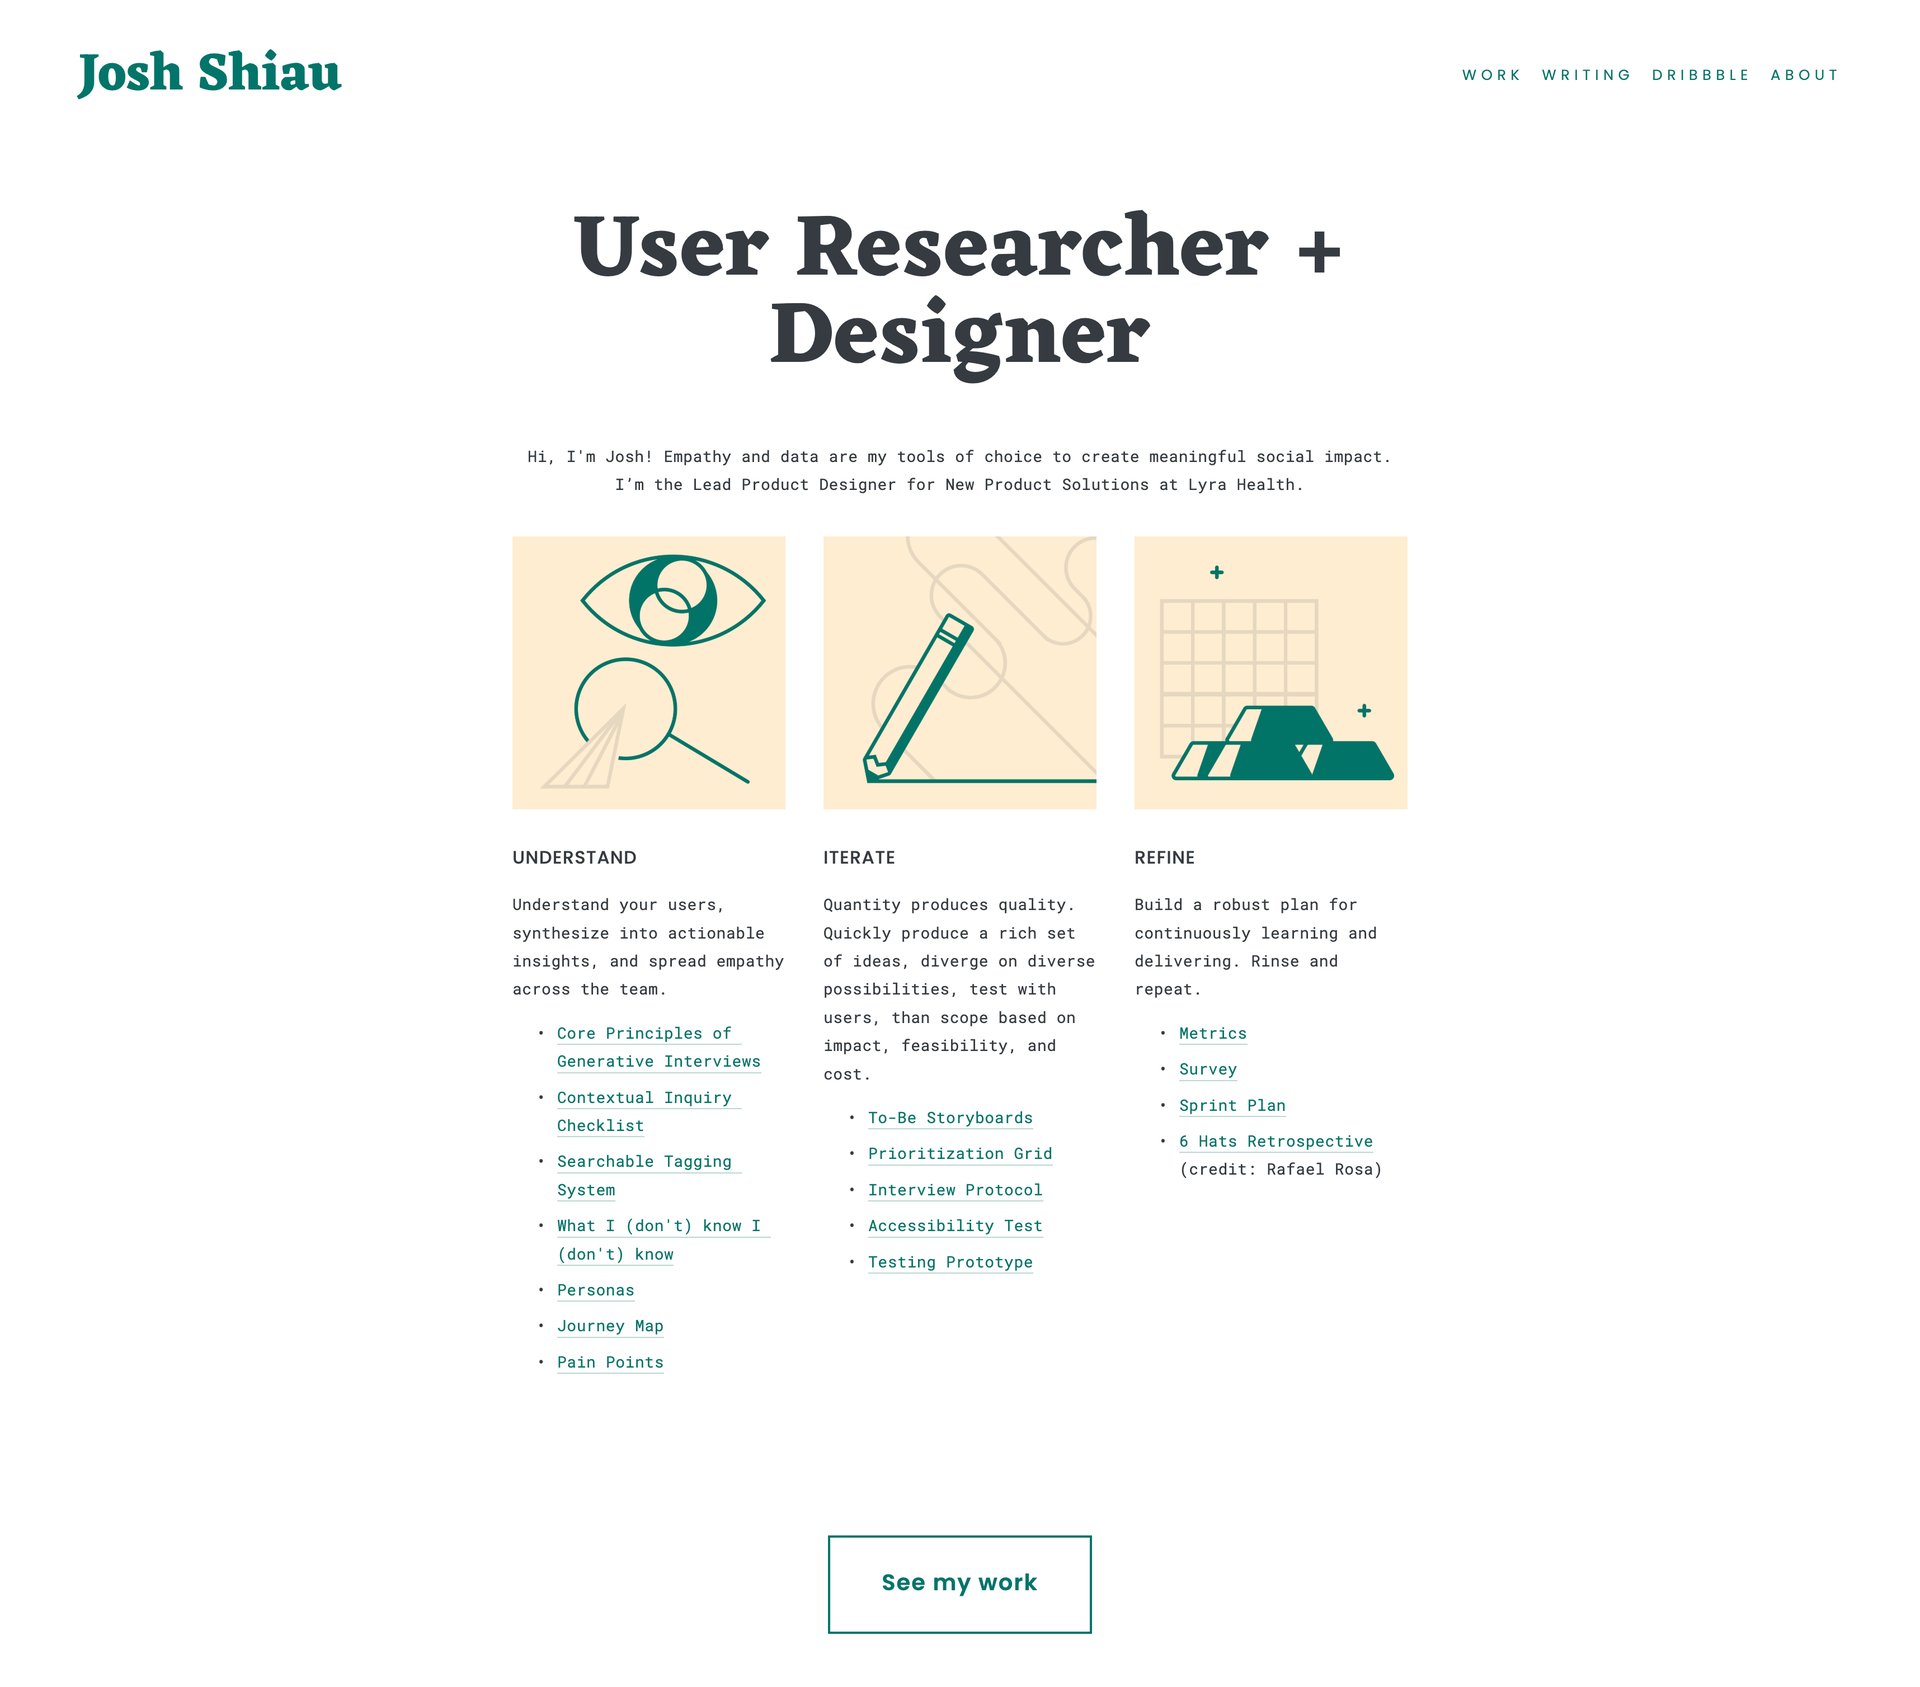 Josh Shiau
WORK WRITING DRIBBBLE ABOUT
User Researcher +
Designer
Hi, I'm Josh! Empathy and data are my tools of choice to create meaningful social impact.
I’m the Lead Product Designer for New Product Solutions at Lyra Health.
UNDERSTAND
Understand your users,
synthesize into actionable
insights, and spread empathy
across the team.
• Core Principles of
Generative Interviews
• Contextual Inquiry
Checklist
• Searchable Tagging
System
• What I (don't) know I
(don't) know
• Personas
• Journey Map
• Pain Points
ITERATE
Quantity produces quality.
Quickly produce a rich set
of ideas, diverge on diverse
possibilities, test with
users, than scope based on
impact, feasibility, and
cost.
• To-Be Storyboards
• Prioritization Grid
• Interview Protocol
• Accessibility Test
• Testing Prototype
REFINE
Build a robust plan for
continuously learning and
delivering. Rinse and
repeat.
• Metrics
• Survey
• Sprint Plan
• 6 Hats Retrospective
(credit: Rafael Rosa)
See my work